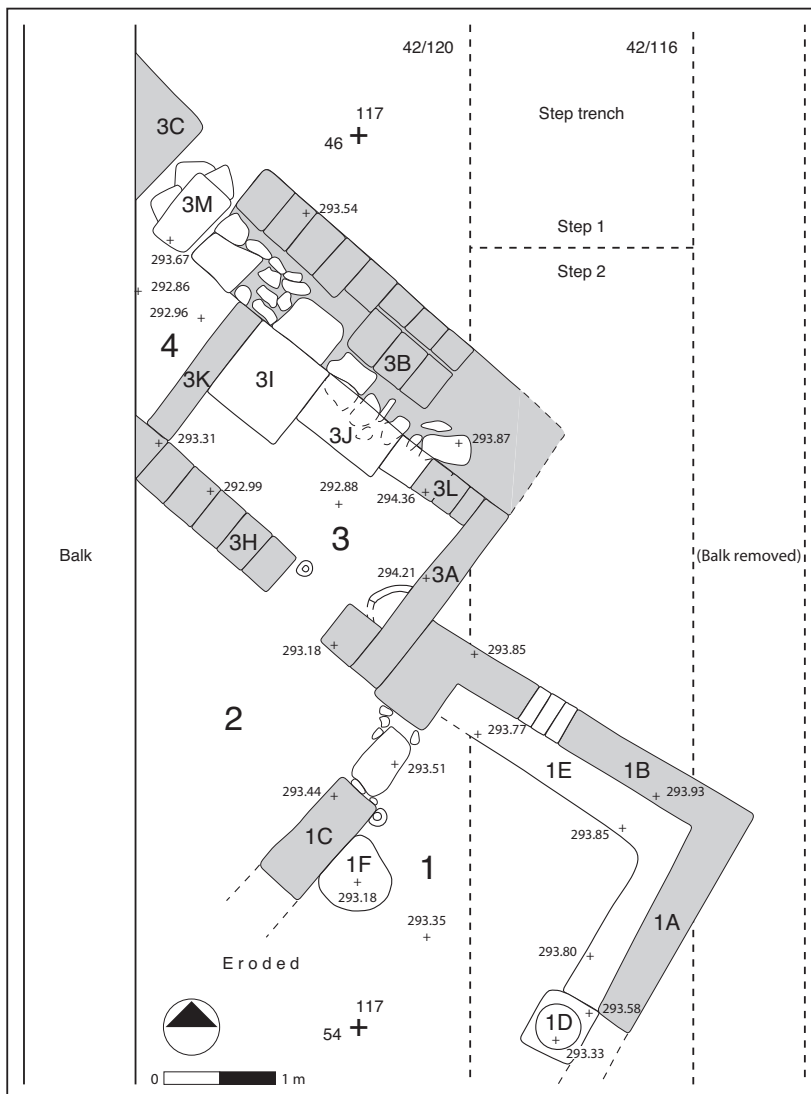 42/120
42/116
117
46
Step trench
3C
3M
293.54
293.67
Step 1
Step 2
292.86
292.96
4
3B
3K
3I
3J
293.31
293.87
292.99
292.88
294.36
3L
3H
3
Balk
(Balk removed)
294.21
3A
293.18
293.85
2
293.77
293.51
1E
1B
293.44
293.93
293.85
1C
1F
1
293.18
293.35
1A
Eroded
293.80
117
54
293.58
1D
293.33
0
1 m